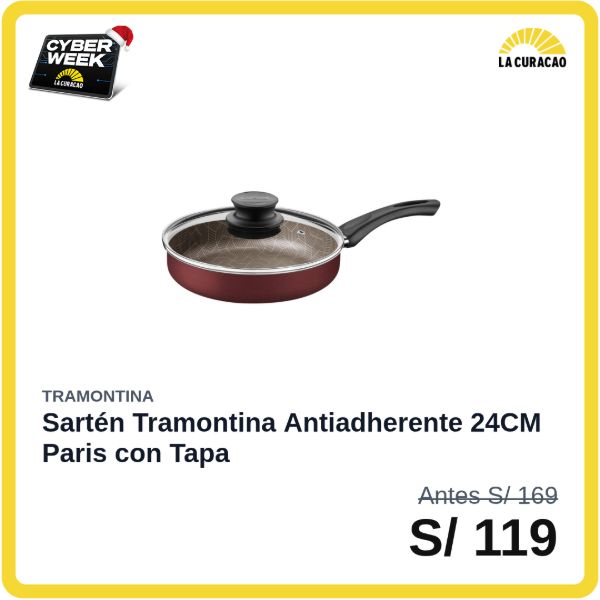 CYBER
WEEK
LA CURACAO
LA CURACAO
TRAMONTINA
Sartén Tramontina Antiadherente 24CM
Paris con Tapa
Antes S/ 169
S/ 119